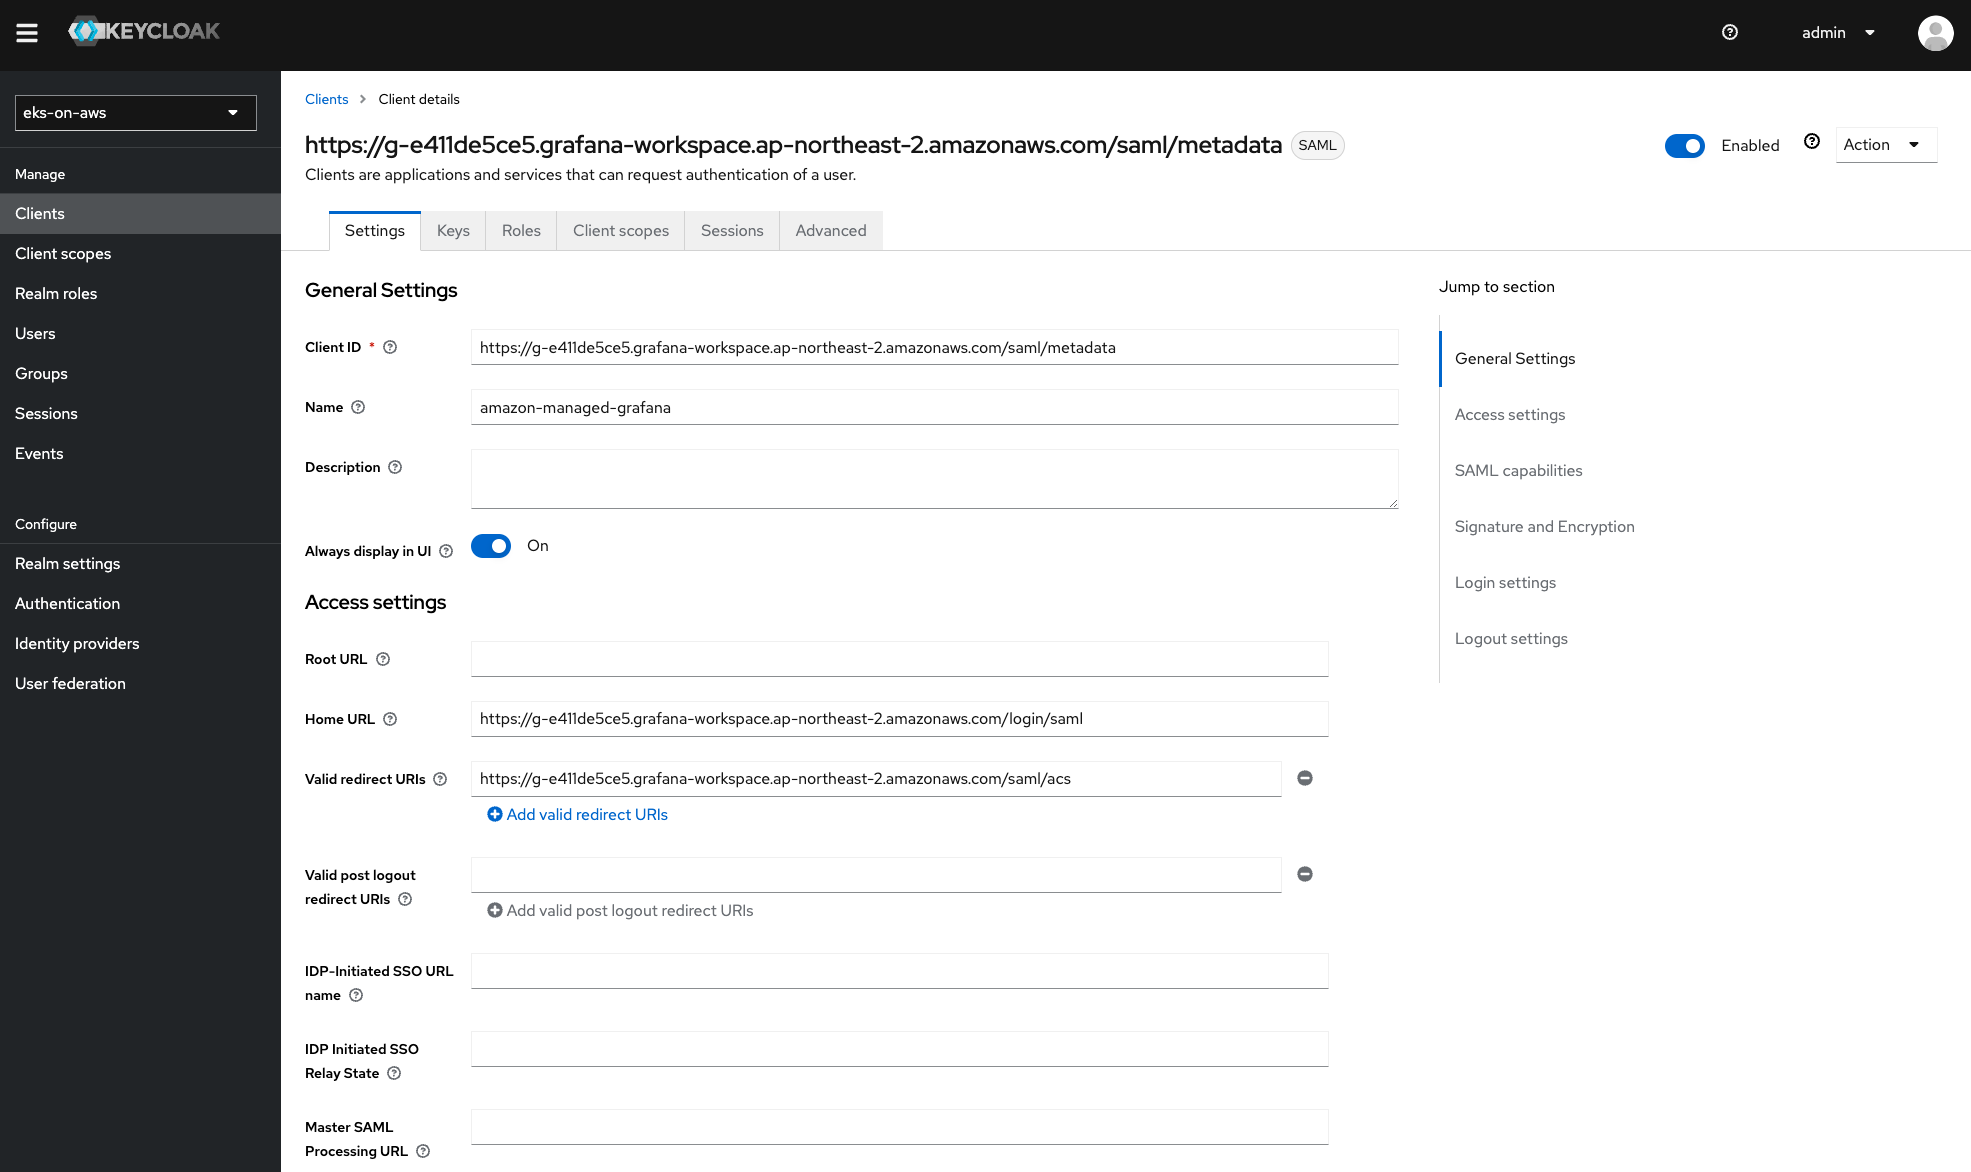 KEYCLOAK
admin
eks-on-aws
Manage
Clients
Client scopes
Realm roles
Users
Groups
Sessions
Events
Configure
Realm settings
Authentication
Identity providers
User federation
Clients > Client details
https://g-e411de5ce5.grafana-workspace.ap-northeast-2.amazonaws.com/saml/metadata SAML
Enabled
Action
Clients are applications and services that can request authentication of a user.
Settings Keys Roles Client scopes Sessions Advanced
General Settings
Client ID * https://g-e411de5ce5.grafana-workspace.ap-northeast-2.amazonaws.com/saml/metadata
Name amazon-managed-grafana
Description
Always display in UI On
Access settings
Root URL
Home URL https://g-e411de5ce5.grafana-workspace.ap-northeast-2.amazonaws.com/login/saml
Valid redirect URIs https://g-e411de5ce5.grafana-workspace.ap-northeast-2.amazonaws.com/saml/acs
Add valid redirect URIs
Valid post logout
redirect URIs
Add valid post logout redirect URIs
IDP-Initiated SSO URL
name
IDP Initiated SSO
Relay State
Master SAML
Processing URL
Jump to section
General Settings
Access settings
SAML capabilities
Signature and Encryption
Login settings
Logout settings